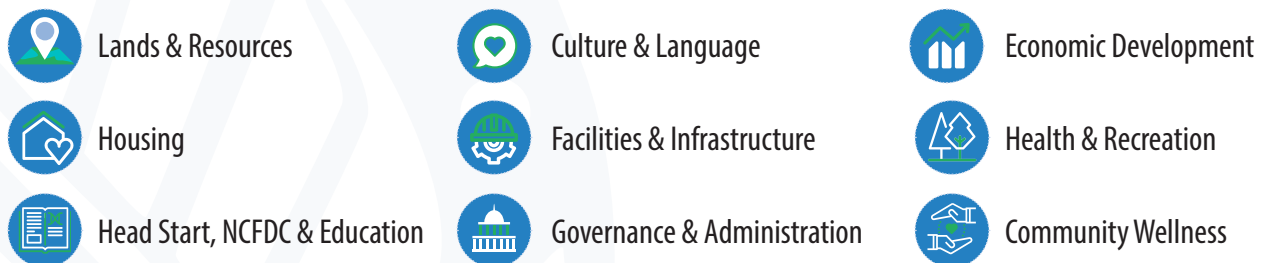 Lands & Resources
Culture & Language
Economic Development
Housing
Facilities & Infrastructure
Health & Recreation
Head Start, NCFDC & Education
Governance & Administration
Community Wellness